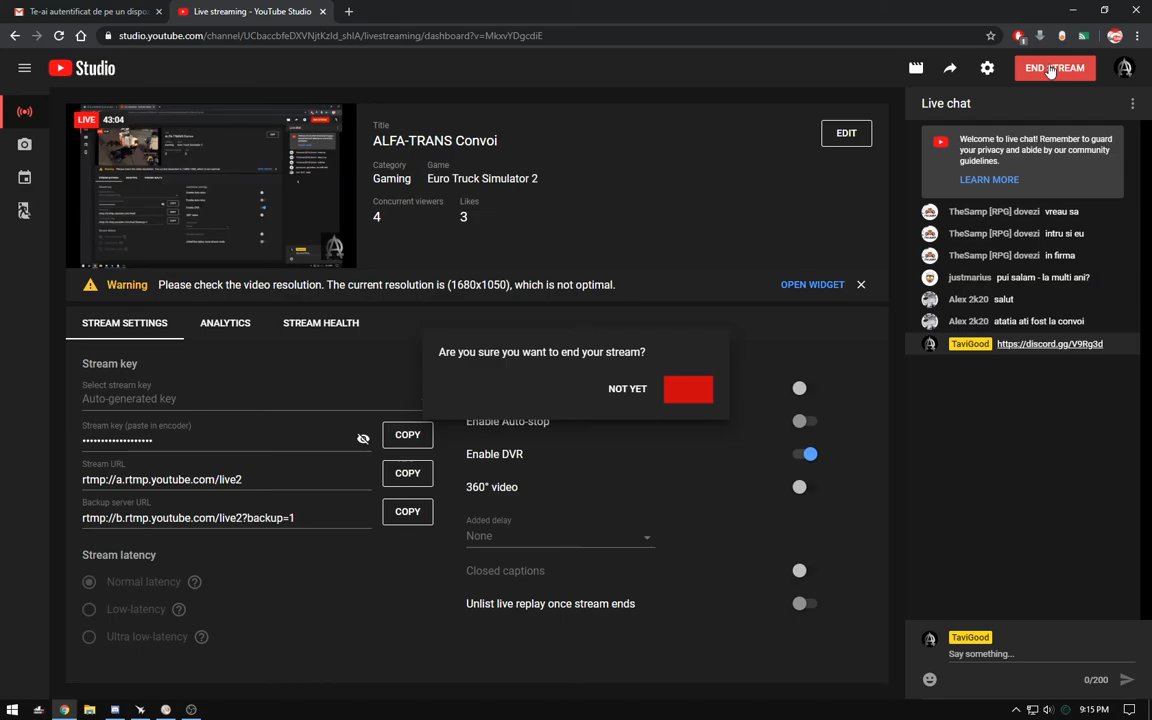 Te-ai autentificat de pe un dispo
Live streaming - YouTube Studio
studio.youtube.com/channel/UCbaccbfeDXVNjtKzId_shIA/livestreaming/dashboard?v=MkxvYDgcdiE
1
Studio
END STREAM
LIVE 43:04
Title
ALFA-TRANS Convoi
EDIT
Category Game
Gaming Euro Truck Simulator 2
Concurrent viewers Likes
4 3
Warning Please check the video resolution. The current resolution is (1680x1050), which is not optimal.
OPEN WIDGET
STREAM SETTINGS ANALYTICS STREAM HEALTH
Stream key
Select stream key
Auto-generated key
Stream key (paste in encoder)
••••••••••••••••••• COPY
Stream URL
rtmp://a.rtmp.youtube.com/live2 COPY
Backup server URL
rtmp://b.rtmp.youtube.com/live2?backup=1 COPY
Stream latency
Normal latency
Low-latency
Ultra low-latency
Are you sure you want to end your stream?
NOT YET
Enable Auto-stop
Enable DVR
360° video
Added delay
None
Closed captions
Unlist live replay once stream ends
Live chat
Welcome to live chat! Remember to guard
your privacy and abide by our community
guidelines.
LEARN MORE
TheSamp [RPG] dovezi vreau sa
TheSamp [RPG] dovezi intru si eu
TheSamp [RPG] dovezi in firma
justmarius pui salam - la multi ani?
Alex 2k20 salut
Alex 2k20 atatia ati fost la convoi
TaviGood https://discord.gg/V9Rg3d
TaviGood
Say something...
0/200
9:15 PM